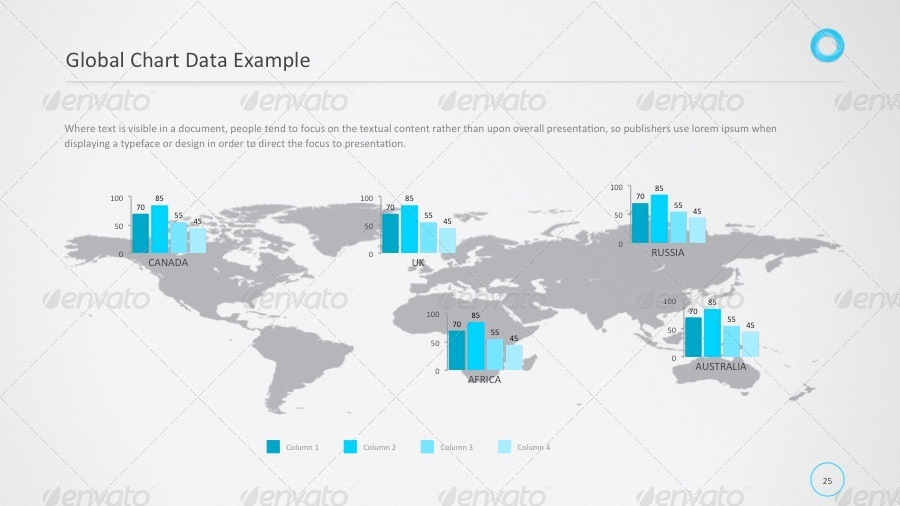 Global Chart Data Example
envato envato envato envato envato
Where text is visible in a document, people tend to focus on the textual content rather than upon overall presentation, so publishers use lorem ipsum when
displaying a typeface or design in order to direct the focus to presentation.
100
50
0
70 85 55 45
CANADA
100
50
0
70 85 55 45
UK
100
50
0
70 85 55 45
RUSSIA
envato envato envato envato envato
100
50
0
70 85 55 45
AFRICA
100
50
0
70 85 55 45
AUSTRALIA
Column 1 Column 2 Column 3 Column 4
25
envato envato envato envato envato